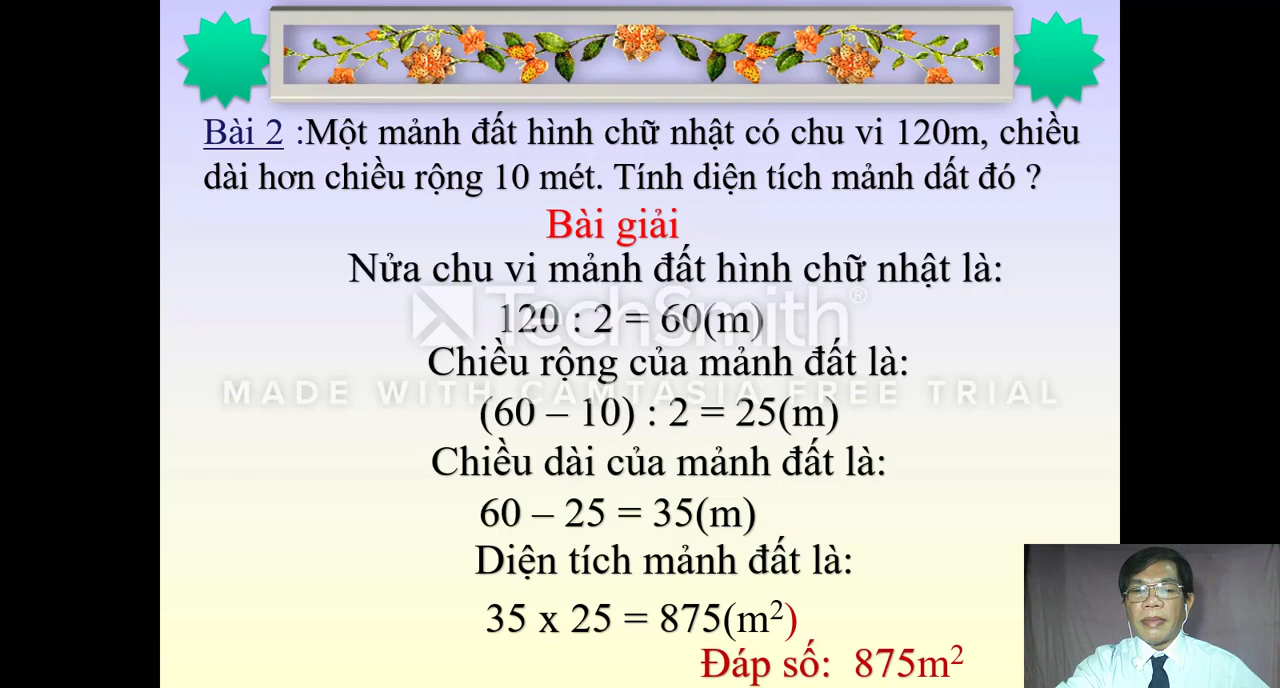 Bài 2 :Một mảnh đất hình chữ nhật có chu vi 120m, chiều
dài hơn chiều rộng 10 mét. Tính diện tích mảnh dất đó ?
Bài giải
Nửa chu vi mảnh đất hình chữ nhật là:
TechSmith®
120 : 2 = 60(m)
Chiều rộng của mảnh đất là:
MADE WITH CAMTASIA FREE TRIAL
(60 – 10) : 2 = 25(m)
Chiều dài của mảnh đất là:
60 – 25 = 35(m)
Diện tích mảnh đất là:
35 x 25 = 875(m²)
Đáp số: 875m²